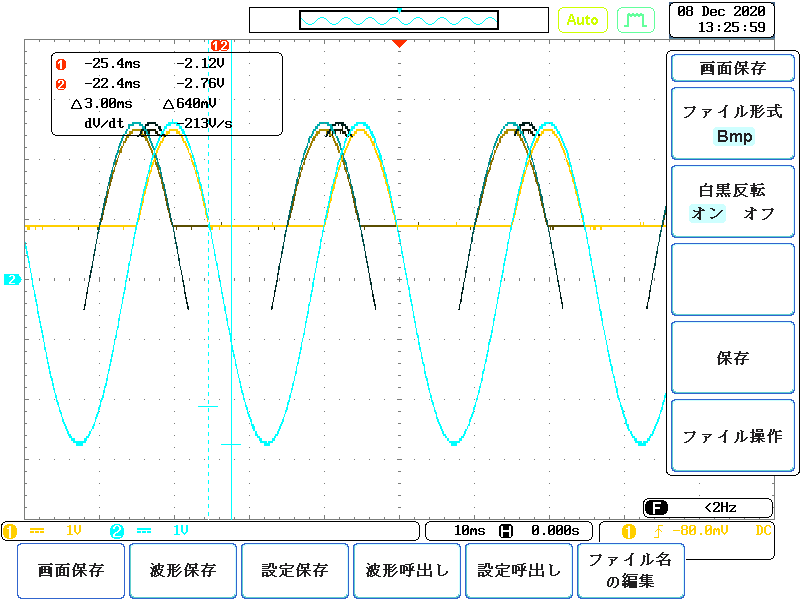 Auto
08 Dec 2020
13:25:59
12
1 -25.4ms -2.12V
2 -22.4ms -2.76V
△3.00ms △640mV
dV/dt -213V/s
2
画面保存
ファイル形式
Bmp
白黒反転
オン オフ
保存
ファイル操作
F <2Hz
1 1V 2 1V
10ms H 0.000s
1 -80.0mV DC
画面保存
波形保存
設定保存
波形呼出し
設定呼出し
ファイル名
の編集